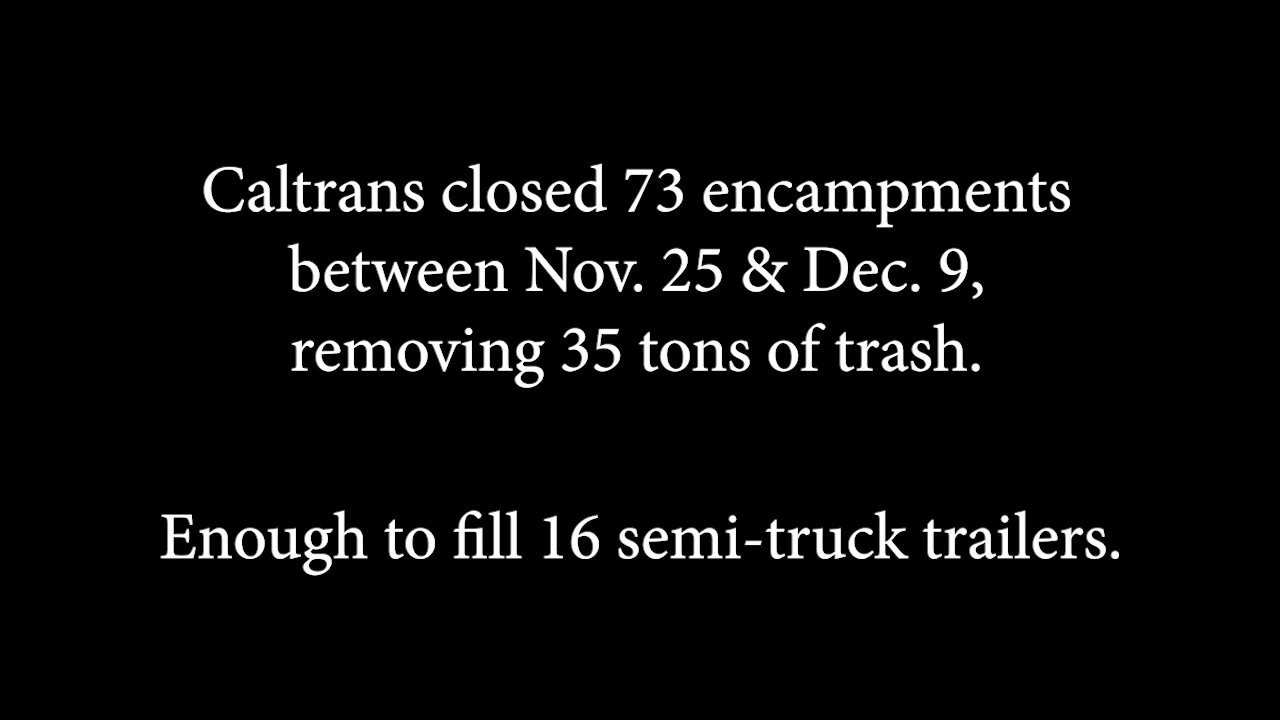 Caltrans closed 73 encampments
between Nov. 25 & Dec. 9,
removing 35 tons of trash.
Enough to fill 16 semi-truck trailers.